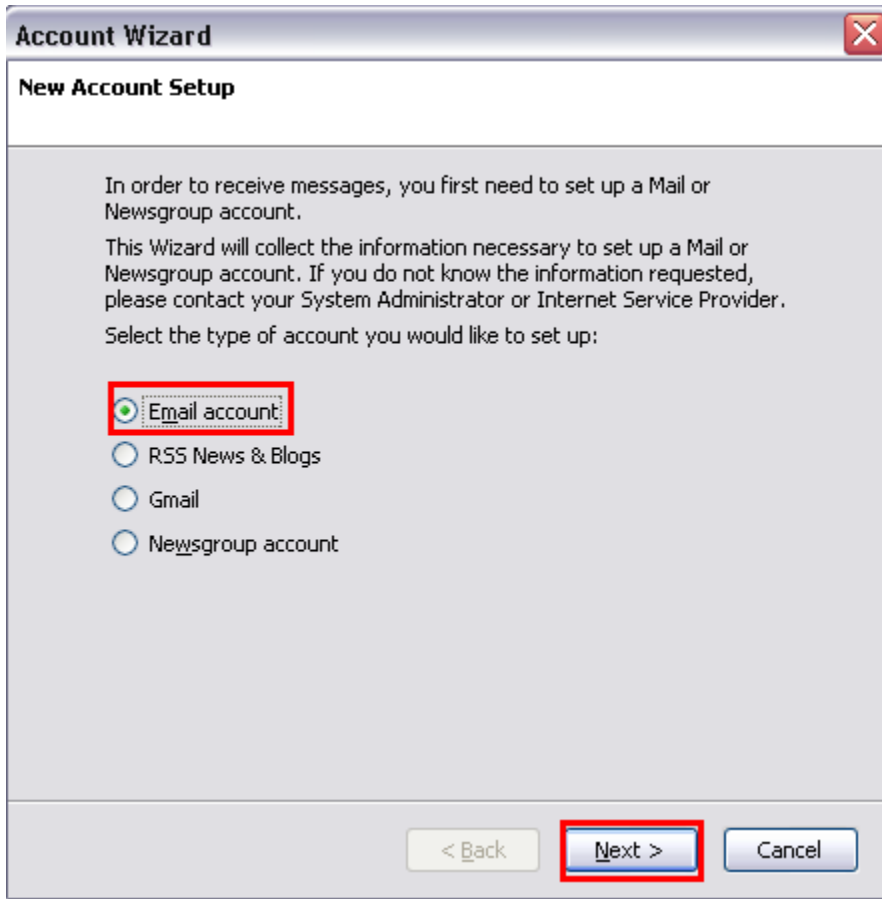 Account Wizard
New Account Setup
In order to receive messages, you first need to set up a Mail or
Newsgroup account.
This Wizard will collect the information necessary to set up a Mail or
Newsgroup account. If you do not know the information requested,
please contact your System Administrator or Internet Service Provider.
Select the type of account you would like to set up:
Email account
RSS News & Blogs
Gmail
Newsgroup account
< Back Next > Cancel